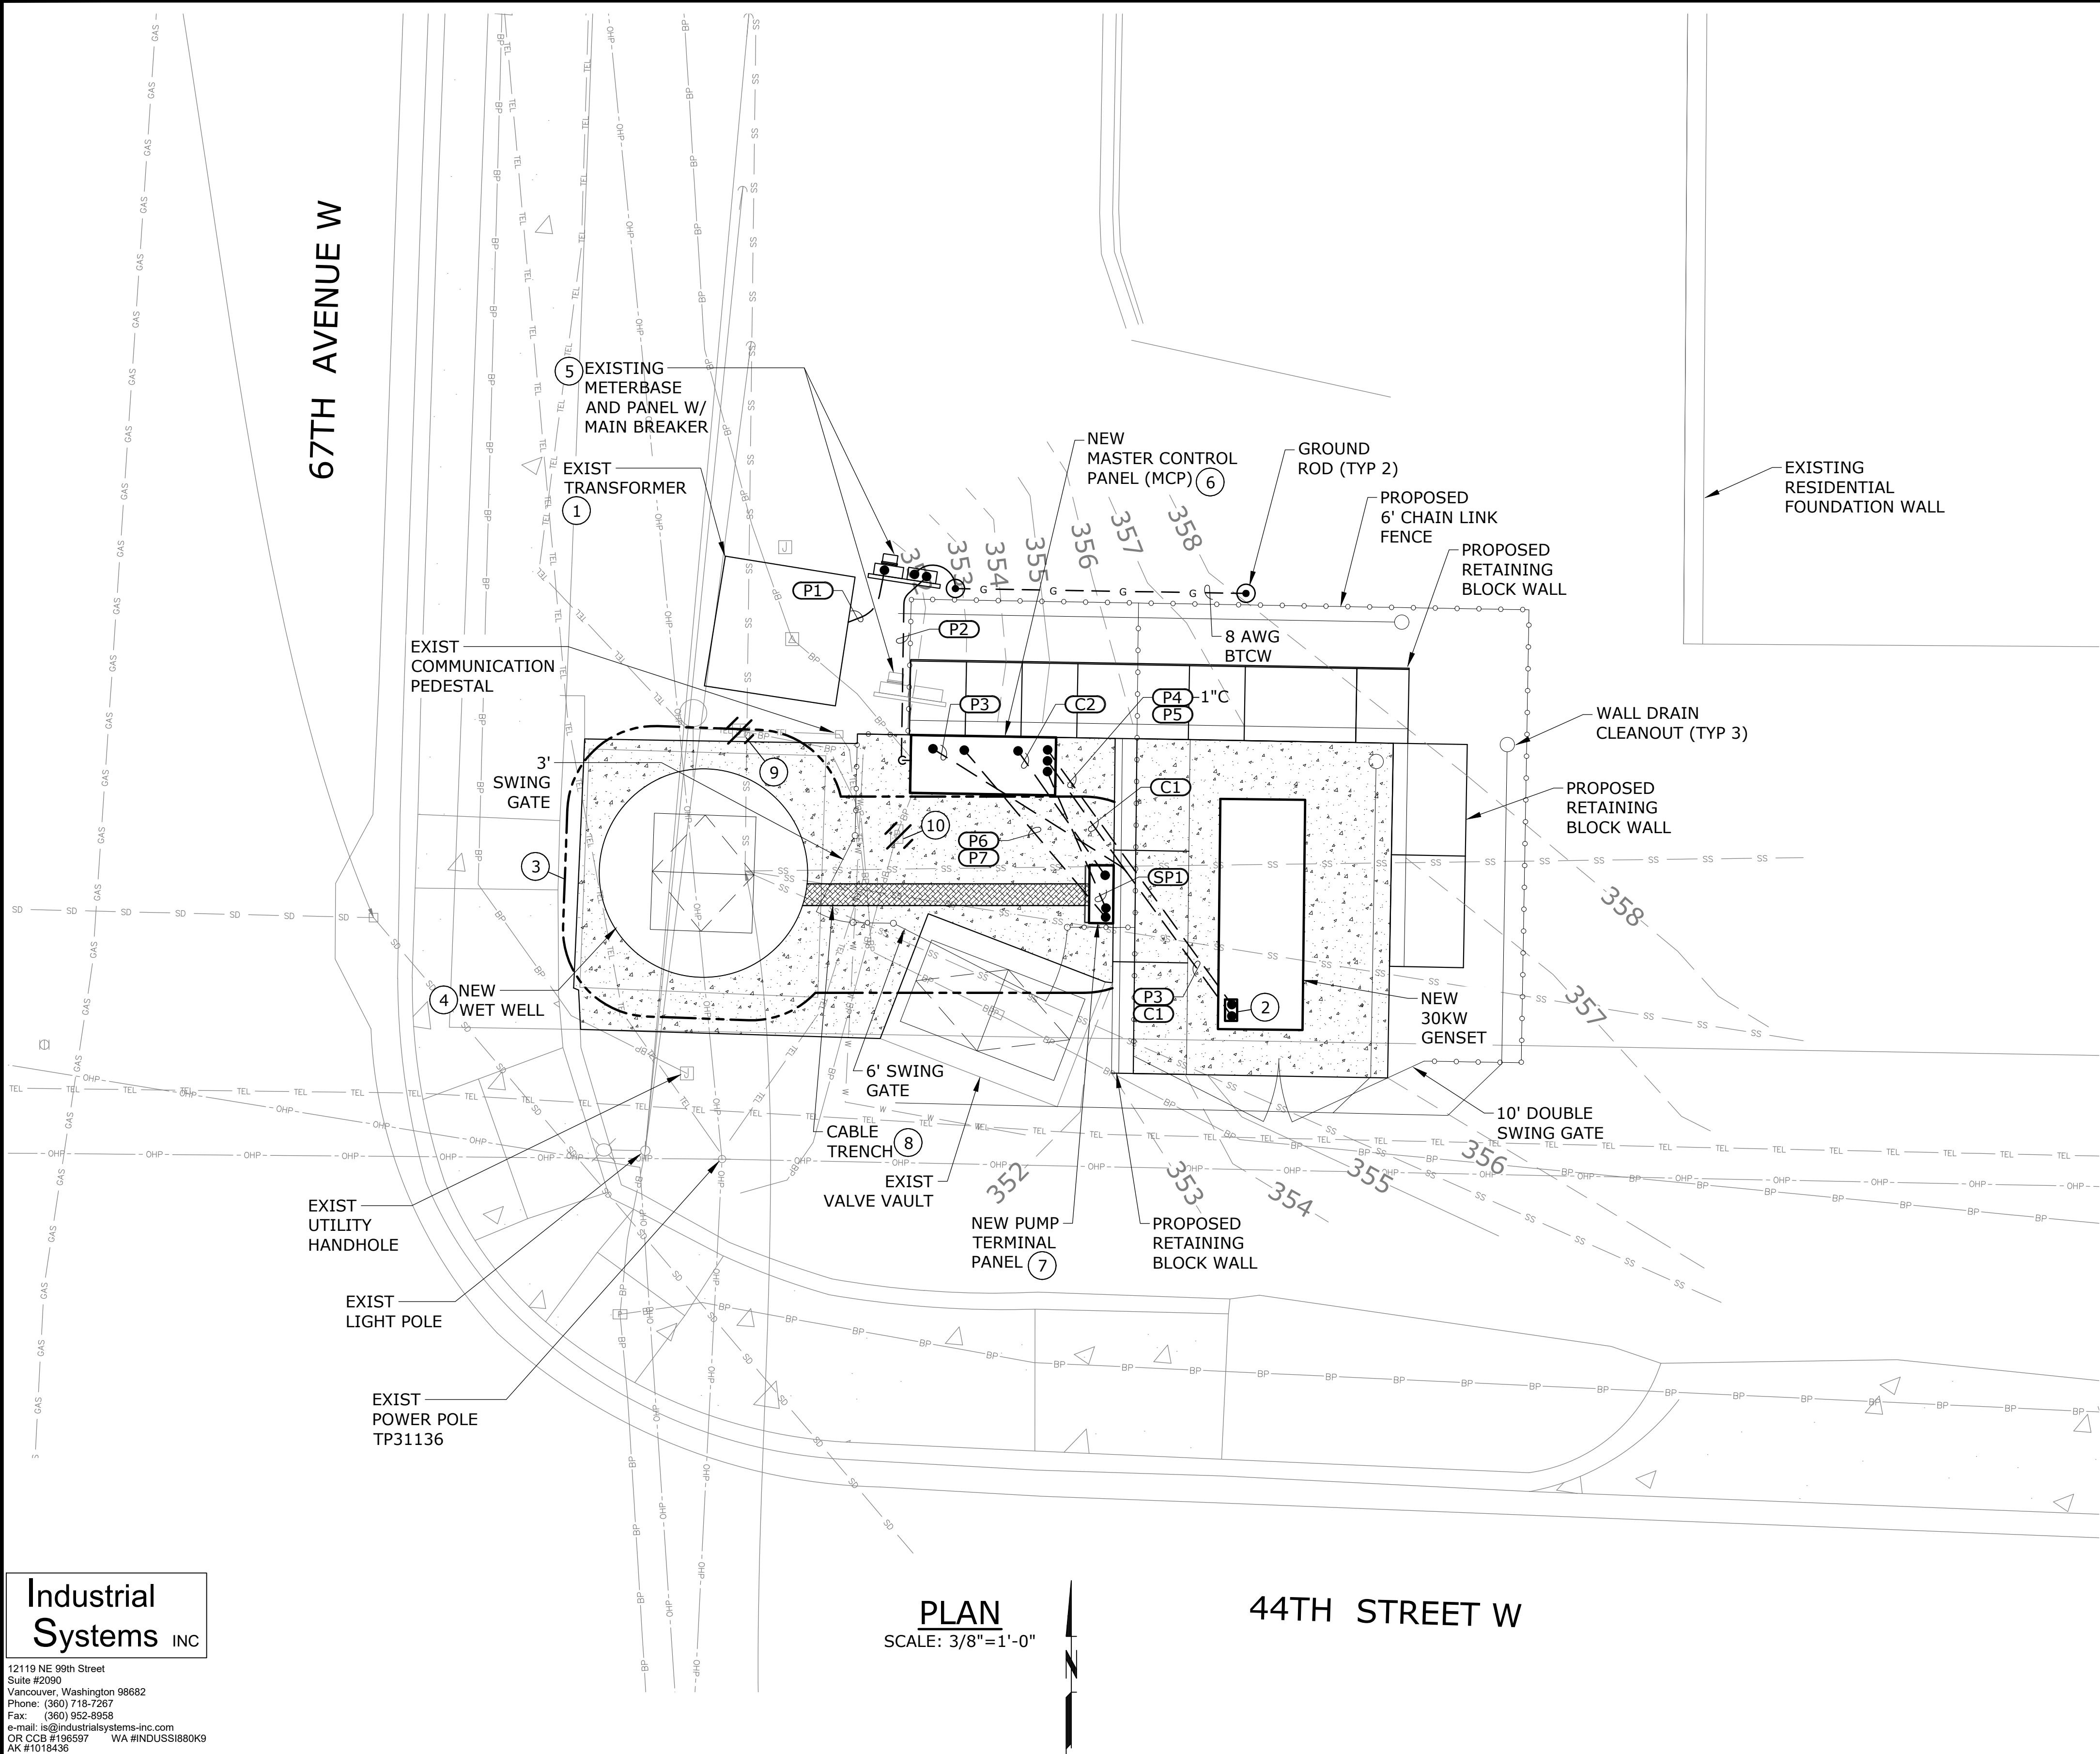 67TH AVENUE W
5
EXISTING
METERBASE
AND PANEL W/
MAIN BREAKER
EXIST
TRANSFORMER
1
NEW
MASTER CONTROL
PANEL (MCP)
6
GROUND
ROD (TYP 2)
PROPOSED
6' CHAIN LINK
FENCE
PROPOSED
RETAINING
BLOCK WALL
EXISTING
RESIDENTIAL
FOUNDATION WALL
353
354
355
356
357
358
P1
P2
G
G
G
G
8 AWG
BTCW
EXIST
COMMUNICATION
PEDESTAL
P3
C2
P4
1"C
P5
WALL DRAIN
CLEANOUT (TYP 3)
3'
SWING
GATE
9
C1
PROPOSED
RETAINING
BLOCK WALL
10
P6
P7
3
SP1
358
4
NEW
WET WELL
P3
C1
2
NEW
30KW
GENSET
357
6' SWING
GATE
CABLE
TRENCH
8
10' DOUBLE
SWING GATE
EXIST
VALVE VAULT
352
353
354
355
356
EXIST
UTILITY
HANDHOLE
NEW PUMP
TERMINAL
PANEL
7
PROPOSED
RETAINING
BLOCK WALL
EXIST
LIGHT POLE
EXIST
POWER POLE
TP31136
GAS
SD
TEL
OHP
BP
SS
W
J
PLAN
SCALE: 3/8"=1'-0"
N
44TH STREET W
Industrial
Systems INC
12119 NE 99th Street
Suite #2090
Vancouver, Washington 98682
Phone: (360) 718-7267
Fax: (360) 952-8958
e-mail: is@industrialsystems-inc.com
OR CCB #196597 WA #INDUSSI880K9
AK #1018436